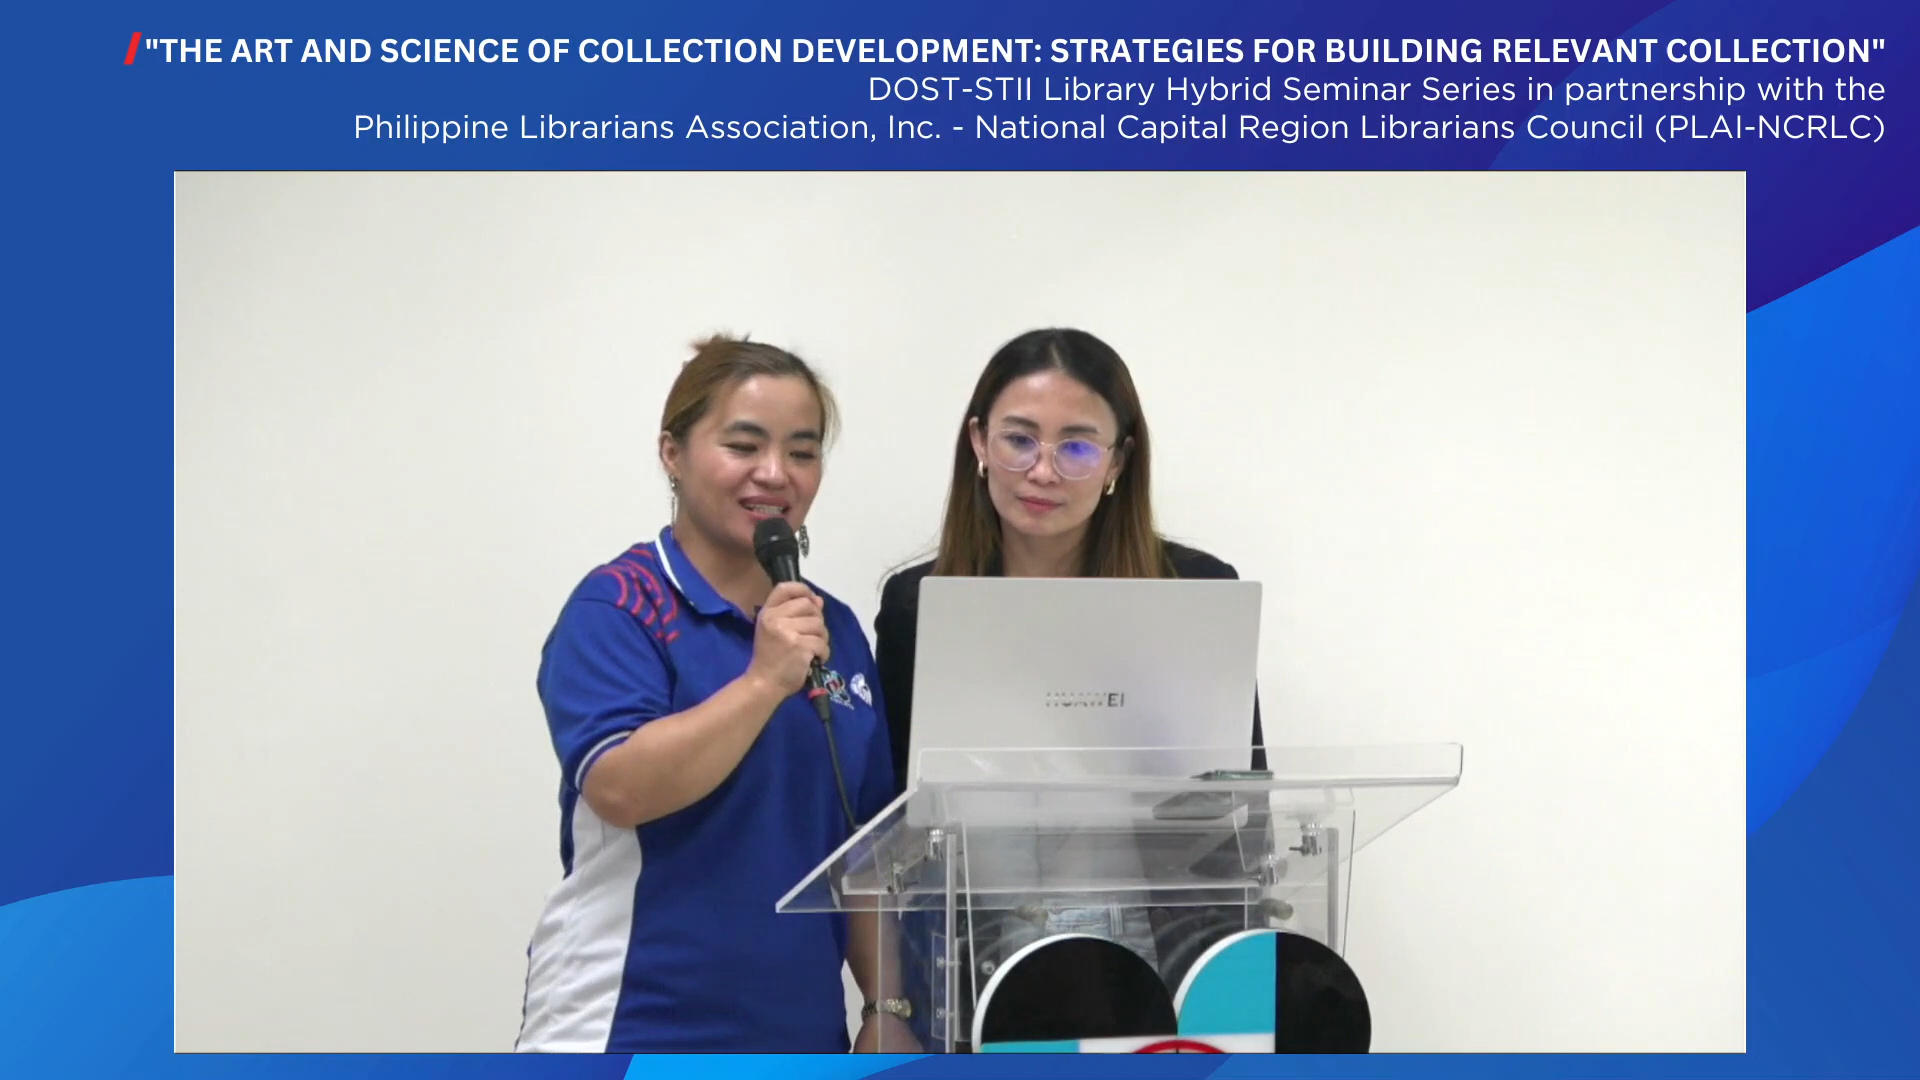 "THE ART AND SCIENCE OF COLLECTION DEVELOPMENT: STRATEGIES FOR BUILDING RELEVANT COLLECTION"
DOST-STII Library Hybrid Seminar Series in partnership with the
Philippine Librarians Association, Inc. - National Capital Region Librarians Council (PLAI-NCRLC)
HUAWEI